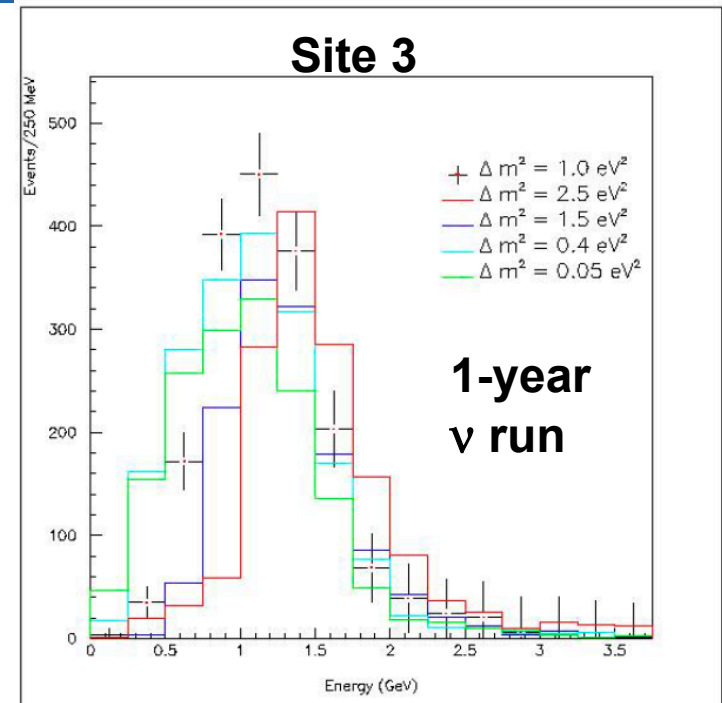 Site 3
Events/250 MeV
500
400
300
200
100
0
Δ m² = 1.0 eV²
Δ m² = 2.5 eV²
Δ m² = 1.5 eV²
Δ m² = 0.4 eV²
Δ m² = 0.05 eV²
1-year
ν run
0 0.5 1 1.5 2 2.5 3 3.5
Energy (GeV)